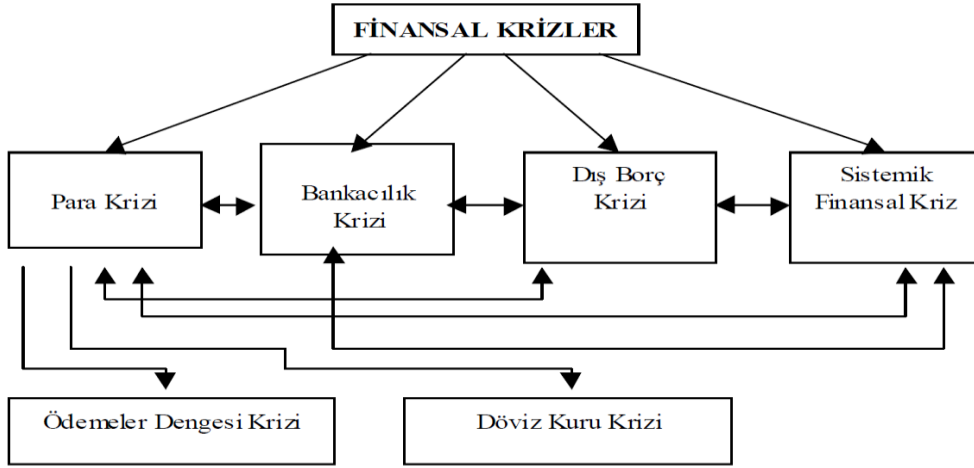 FİNANSAL KRİZLER
Para Krizi
Bankacılık
Krizi
Dış Borç
Krizi
Sistemik
Finansal Kriz
Ödemeler Dengesi Krizi
Döviz Kuru Krizi